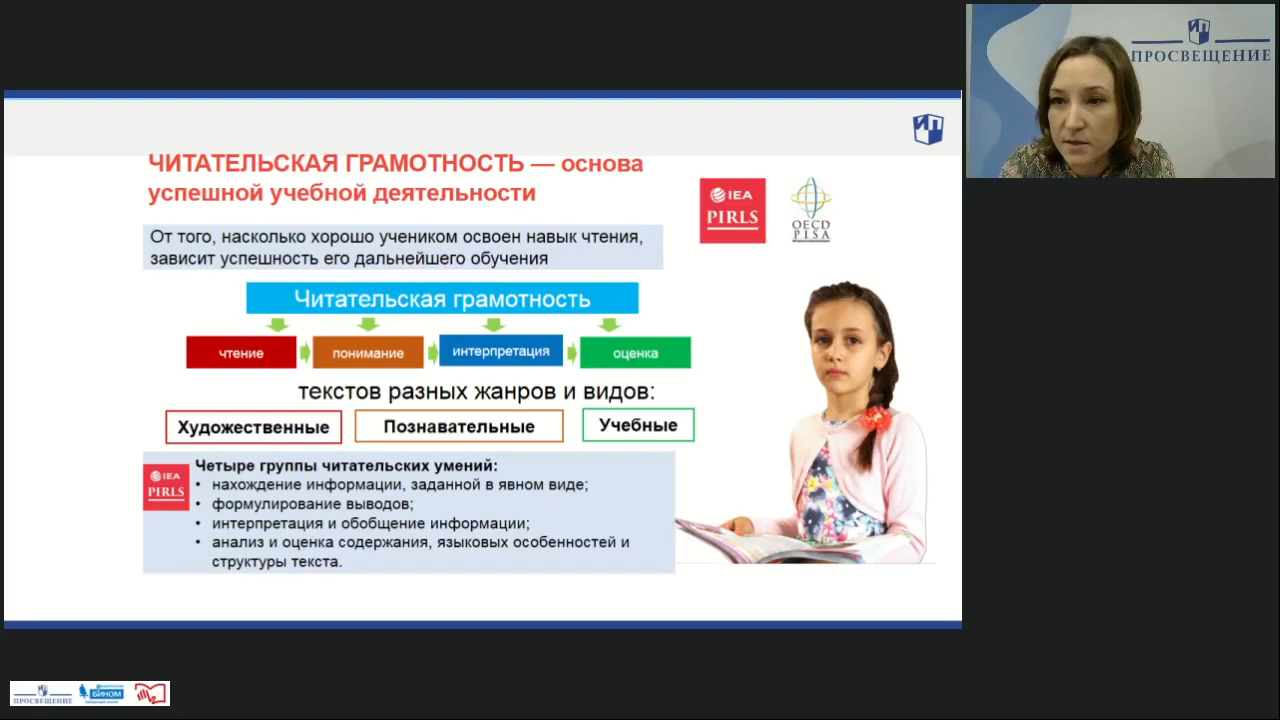 ПРОСВЕЩЕНИЕ
ИП
ЧИТАТЕЛЬСКАЯ ГРАМОТНОСТЬ — основа
успешной учебной деятельности
IEA
PIRLS
OECD
PISA
От того, насколько хорошо учеником освоен навык чтения,
зависит успешность его дальнейшего обучения
Читательская грамотность
чтение
понимание
интерпретация
оценка
текстов разных жанров и видов:
Художественные
Познавательные
Учебные
IEA
PIRLS
Четыре группы читательских умений:
• нахождение информации, заданной в явном виде;
• формулирование выводов;
• интерпретация и обобщение информации;
• анализ и оценка содержания, языковых особенностей и
структуры текста.
ПРОСВЕЩЕНИЕ
БИНОМ